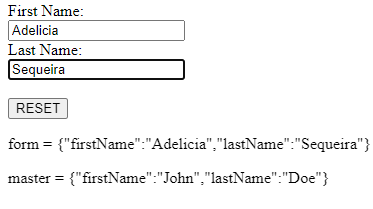 First Name:
Adelicia
Last Name:
Sequeira
RESET
form = {"firstName":"Adelicia","lastName":"Sequeira"}
master = {"firstName":"John","lastName":"Doe"}